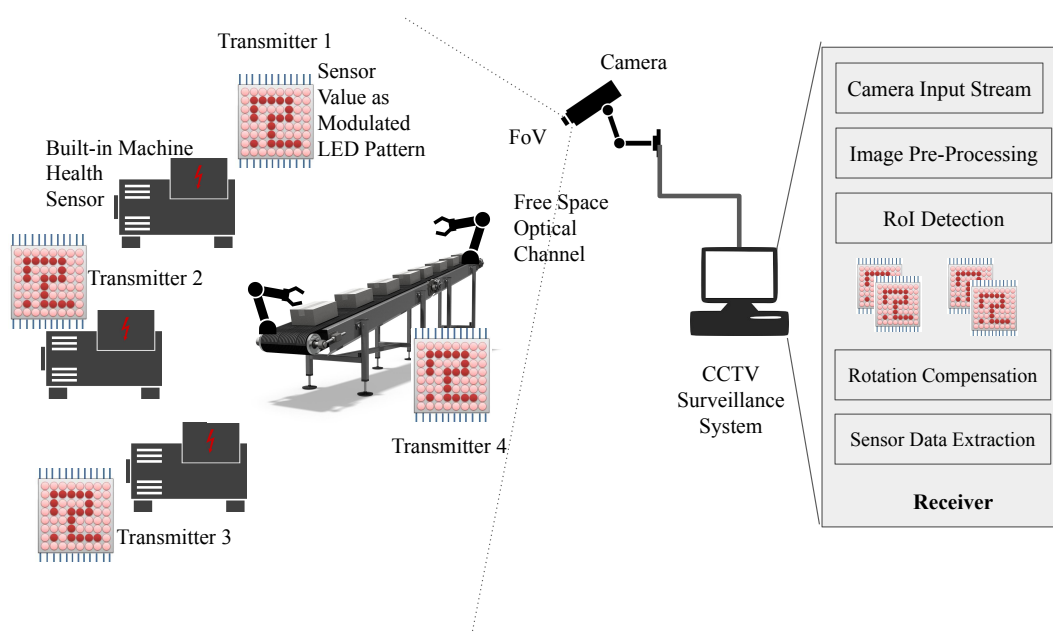 Transmitter 1
Sensor
Value as
Modulated
LED Pattern
Built-in Machine
Health
Sensor
Transmitter 2
Transmitter 3
Transmitter 4
Camera
FoV
Free Space
Optical
Channel
CCTV
Surveillance
System
Camera Input Stream
Image Pre-Processing
RoI Detection
Rotation Compensation
Sensor Data Extraction
Receiver